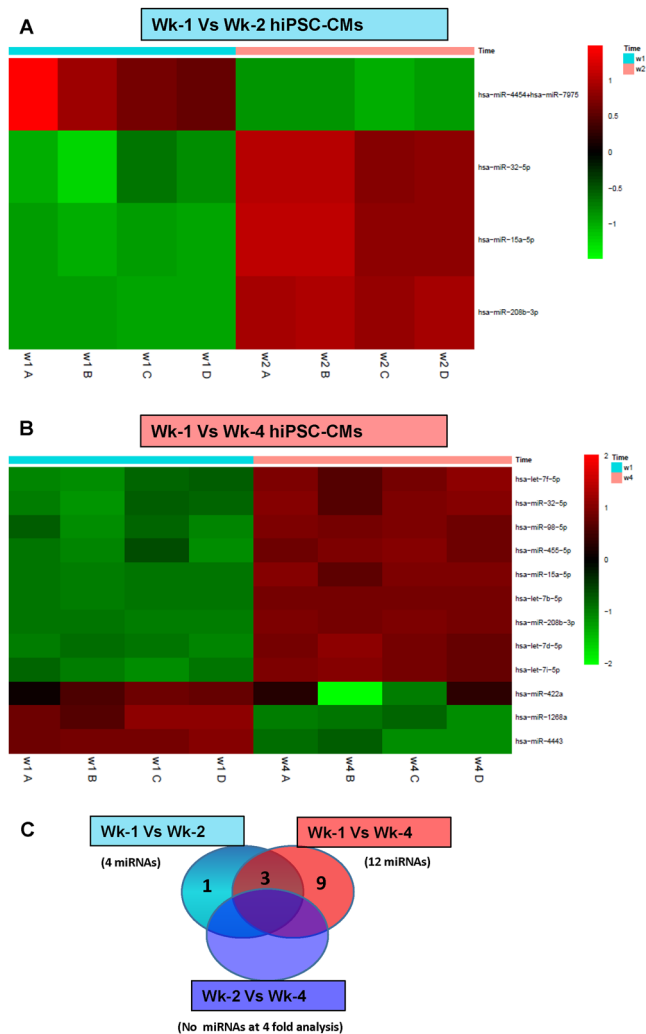 A
Wk-1 Vs Wk-2 hiPSC-CMs
Time
hsa-miR-4454+hsa-miR-7975
hsa-miR-32-5p
hsa-miR-15a-5p
hsa-miR-208b-3p
w1 A
w1 B
w1 C
w1 D
w2 A
w2 B
w2 C
w2 D
1
0.5
0
-0.5
-1
Time
w1
w2
B
Wk-1 Vs Wk-4 hiPSC-CMs
Time
hsa-let-7f-5p
hsa-miR-32-5p
hsa-miR-98-5p
hsa-miR-455-5p
hsa-miR-15a-5p
hsa-let-7b-5p
hsa-miR-208b-3p
hsa-let-7d-5p
hsa-let-7i-5p
hsa-miR-422a
hsa-miR-1268a
hsa-miR-4443
w1 A
w1 B
w1 C
w1 D
w4 A
w4 B
w4 C
w4 D
2
1
0
-1
-2
Time
w1
w4
C
Wk-1 Vs Wk-2
Wk-1 Vs Wk-4
(4 miRNAs)
(12 miRNAs)
1
3
9
Wk-2 Vs Wk-4
(No miRNAs at 4 fold analysis)